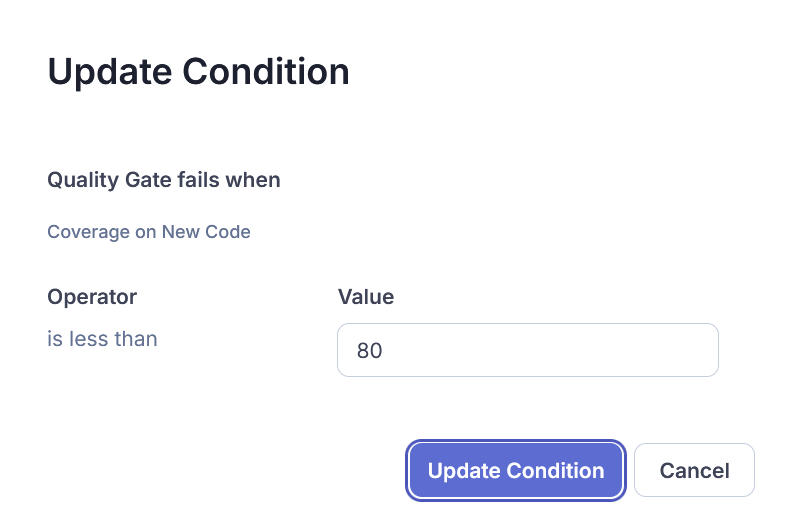 Update Condition
Quality Gate fails when
Coverage on New Code
Operator
Value
is less than
80
Update Condition
Cancel